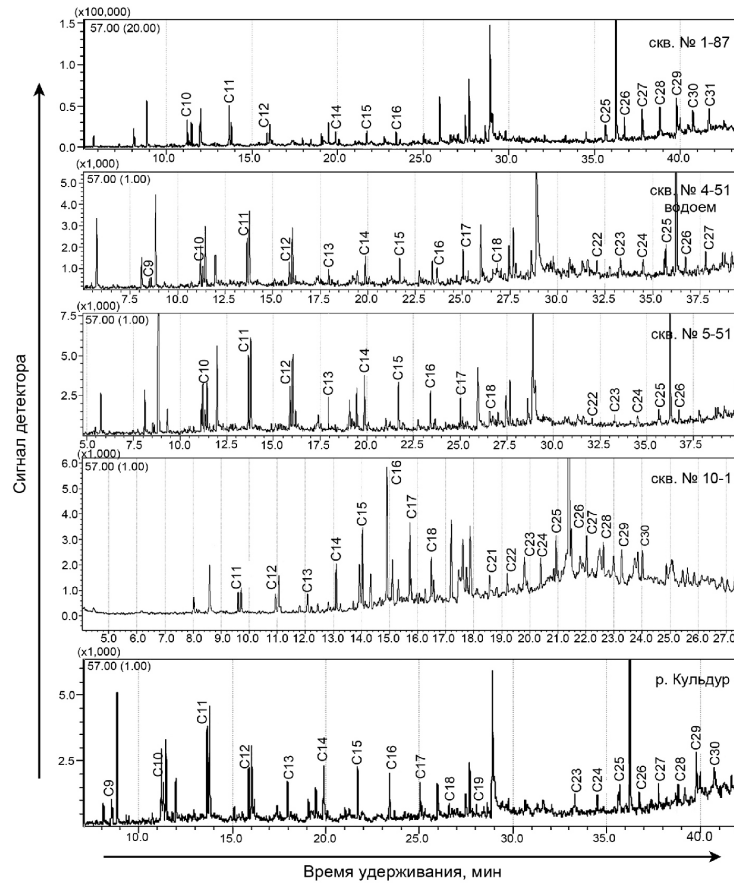 Сигнал детектора
(x100,000)
57.00 (20.00)
скв. № 1-87
1.5
1.0
0.5
0.0
C10 C11 C12 C14 C15 C16 C25 C26 C27 C28 C29 C30 C31
10.0 15.0 20.0 25.0 30.0 35.0 40.0
(x1,000)
57.00 (1.00)
скв. № 4-51
водоем
5.0
4.0
3.0
2.0
1.0
C9 C10 C11 C12 C13 C14 C15 C16 C17 C18 C22 C23 C24 C25 C26 C27
7.5 10.0 12.5 15.0 17.5 20.0 22.5 25.0 27.5 30.0 32.5 35.0 37.5
(x1,000)
57.00 (1.00)
скв. № 5-51
7.5
5.0
2.5
C10 C11 C12 C13 C14 C15 C16 C17 C18 C22 C23 C24 C25 C26
5.0 7.5 10.0 12.5 15.0 17.5 20.0 22.5 25.0 27.5 30.0 32.5 35.0 37.5
(x1,000)
57.00 (1.00)
скв. № 10-1
6.0
5.0
4.0
3.0
2.0
1.0
0.0
C11 C12 C13 C14 C15 C16 C17 C18 C21 C22 C23 C24 C25 C26 C27 C28 C29 C30
5.0 6.0 7.0 8.0 9.0 10.0 11.0 12.0 13.0 14.0 15.0 16.0 17.0 18.0 19.0 20.0 21.0 22.0 23.0 24.0 25.0 26.0 27.0
(x1,000)
57.00 (1.00)
р. Кульдур
5.0
2.5
C9 C10 C11 C12 C13 C14 C15 C16 C17 C18 C19 C23 C24 C25 C26 C27 C28 C29 C30
10.0 15.0 20.0 25.0 30.0 35.0 40.0
Время удерживания, мин